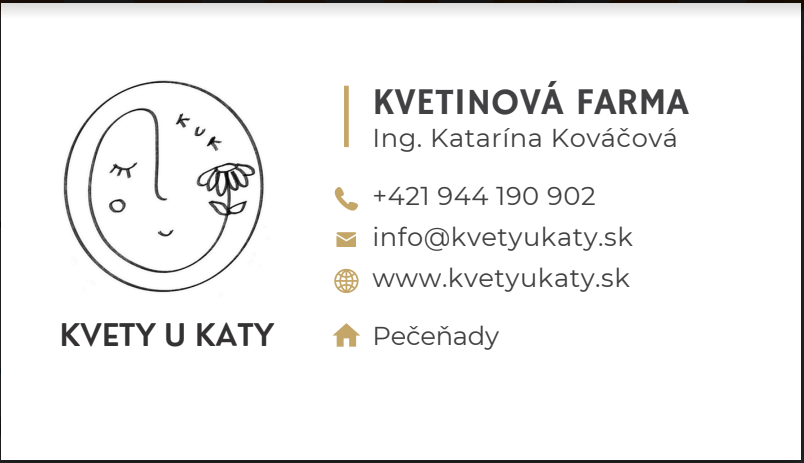 KUK
KVETY U KATY
KVETINOVÁ FARMA
Ing. Katarína Kováčová
+421 944 190 902
info@kvetyukaty.sk
www.kvetyukaty.sk
Pečeňady